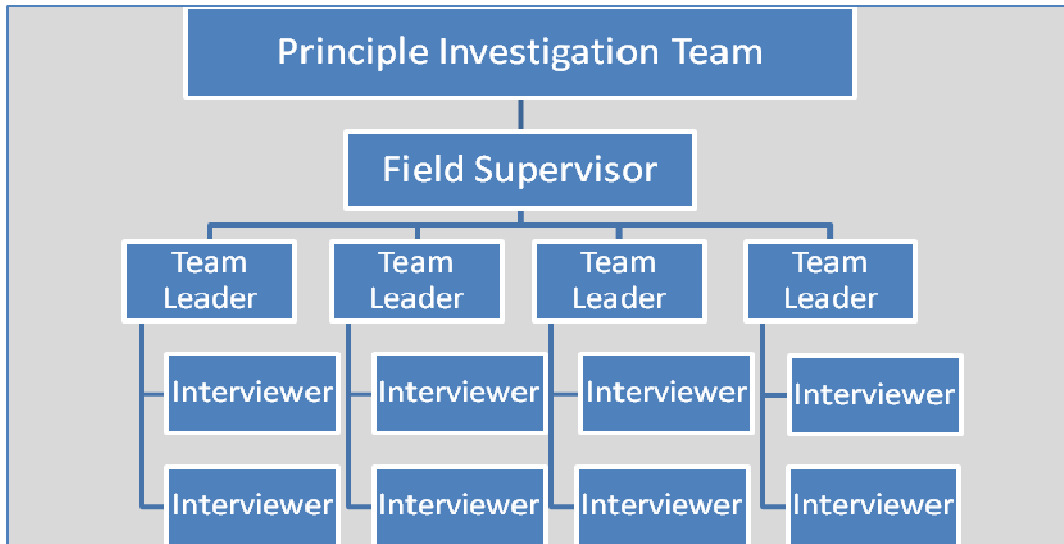 Principle Investigation Team
Field Supervisor
Team
Leader
Team
Leader
Team
Leader
Team
Leader
Interviewer
Interviewer
Interviewer
Interviewer
Interviewer
Interviewer
Interviewer
Interviewer